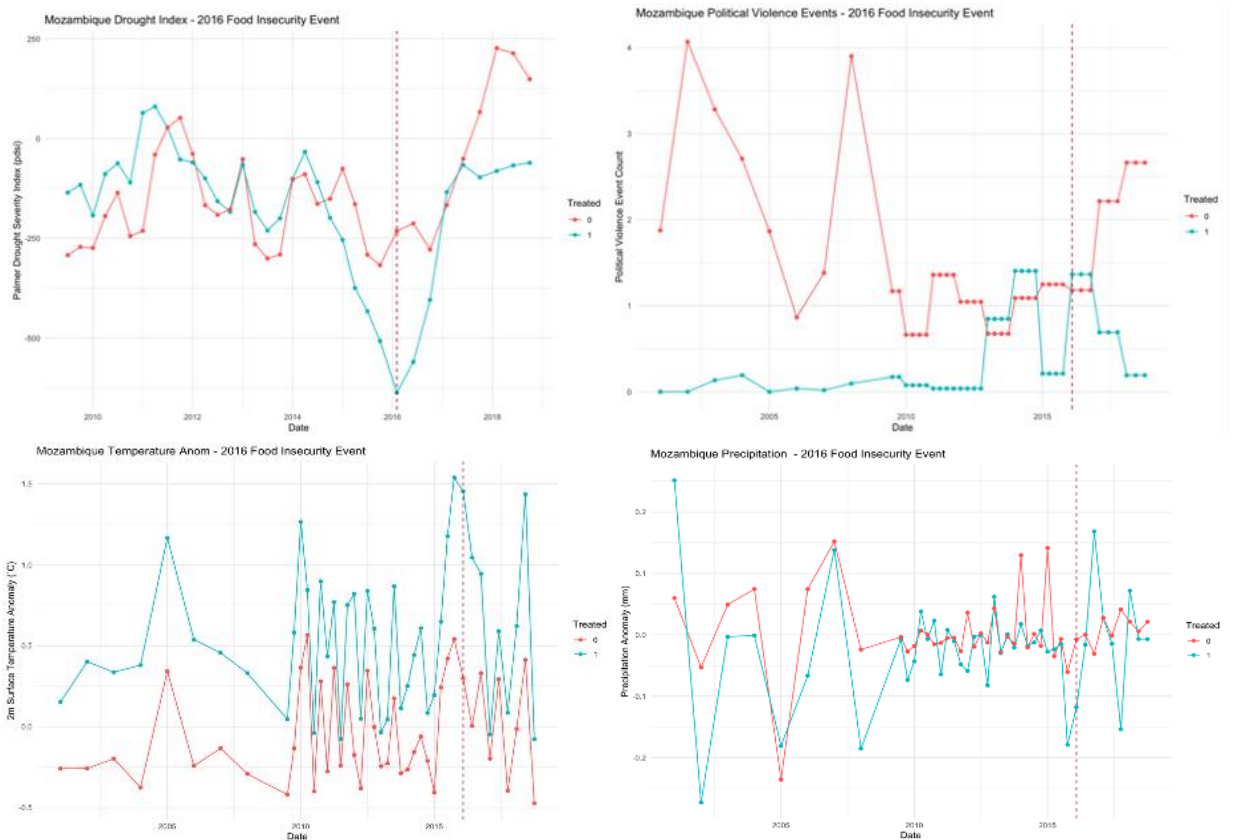 Mozambique Drought Index - 2016 Food Insecurity Event
250
0
-250
-500
Palmer Drought Severity Index (pdsi)
2010
2012
2014
2016
2018
Date
Treated
0
1
Mozambique Political Violence Events - 2016 Food Insecurity Event
4
3
2
1
0
Political Violence Event Count
2005
2010
2015
Date
Treated
0
1
Mozambique Temperature Anom - 2016 Food Insecurity Event
1.5
1.0
0.5
0.0
-0.5
2m Surface Temperature Anomaly (˚C)
2005
2010
2015
Date
Treated
0
1
Mozambique Precipitation - 2016 Food Insecurity Event
0.2
0.1
0.0
-0.1
-0.2
Precipitation Anomaly (mm)
2005
2010
2015
Date
Treated
0
1